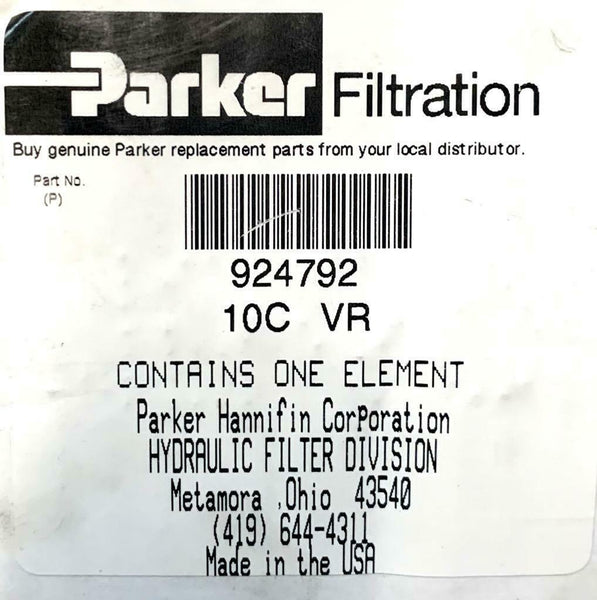 Parker Filtration
Buy genuine Parker replacement parts from your local distributor.
Part No.
(P)
924792
10C VR
CONTAINS ONE ELEMENT
Parker Hannifin Corporation
HYDRAULIC FILTER DIVISION
Metamora ,Ohio 43540
(419) 644-4311
Made in the USA